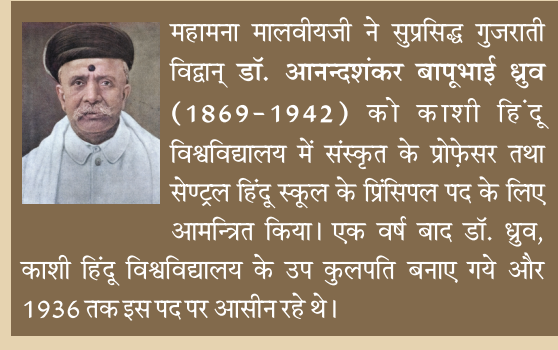 महामना मालवीयजी ने सुप्रसिद्ध गुजराती
विद्वान् डॉ. आनन्दशंकर बापूभाई ध्रुव
(1869-1942) को काशी हिंदू
विश्वविद्यालय में संस्कृत के प्रोफ़ेसर तथा
सेण्ट्रल हिंदू स्कूल के प्रिंसिपल पद के लिए
आमन्त्रित किया। एक वर्ष बाद डॉ. ध्रुव,
काशी हिंदू विश्वविद्यालय के उप कुलपति बनाए गये और
1936 तक इस पद पर आसीन रहे थे।